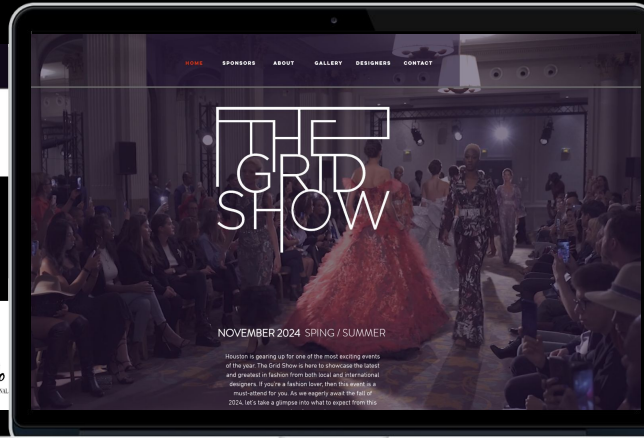 HOME SPONSORS ABOUT GALLERY DESIGNERS CONTACT
THE
GRID
SHOW
NOVEMBER 2024 SPING / SUMMER
Houston is gearing up for one of the most exciting events
of the year. The Grid Show is here to showcase the latest
and greatest in fashion from both local and international
designers. If you're a fashion lover, then this event is a
must-attend for you. As we eagerly await the fall of
2024, let's take a glimpse into what to expect from this